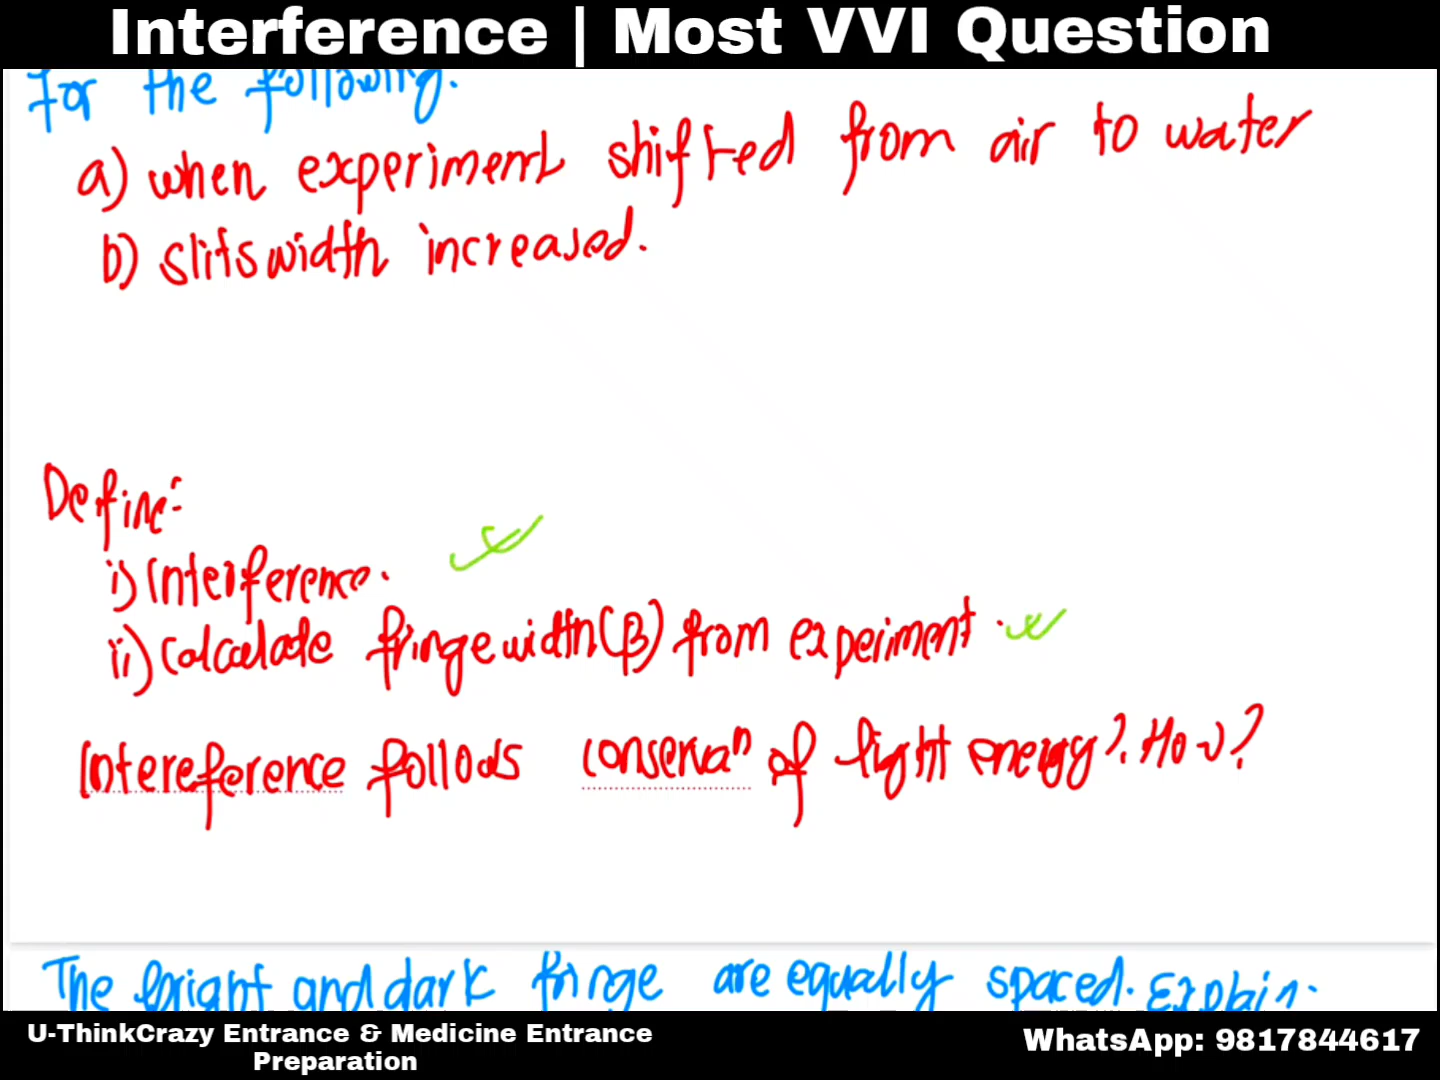 Interference | Most VVI Question
For the following.
a) when experiment shifted from air to water
b) slits width increased.
Define:
i) Interference.
ii) calculate fringe width (β) from experiment.
Intereference follows conservaⁿ of light energy? How?
The bright and dark fringe are equally spaced. Explain.
U-ThinkCrazy Entrance & Medicine Entrance
Preparation
WhatsApp: 9817844617